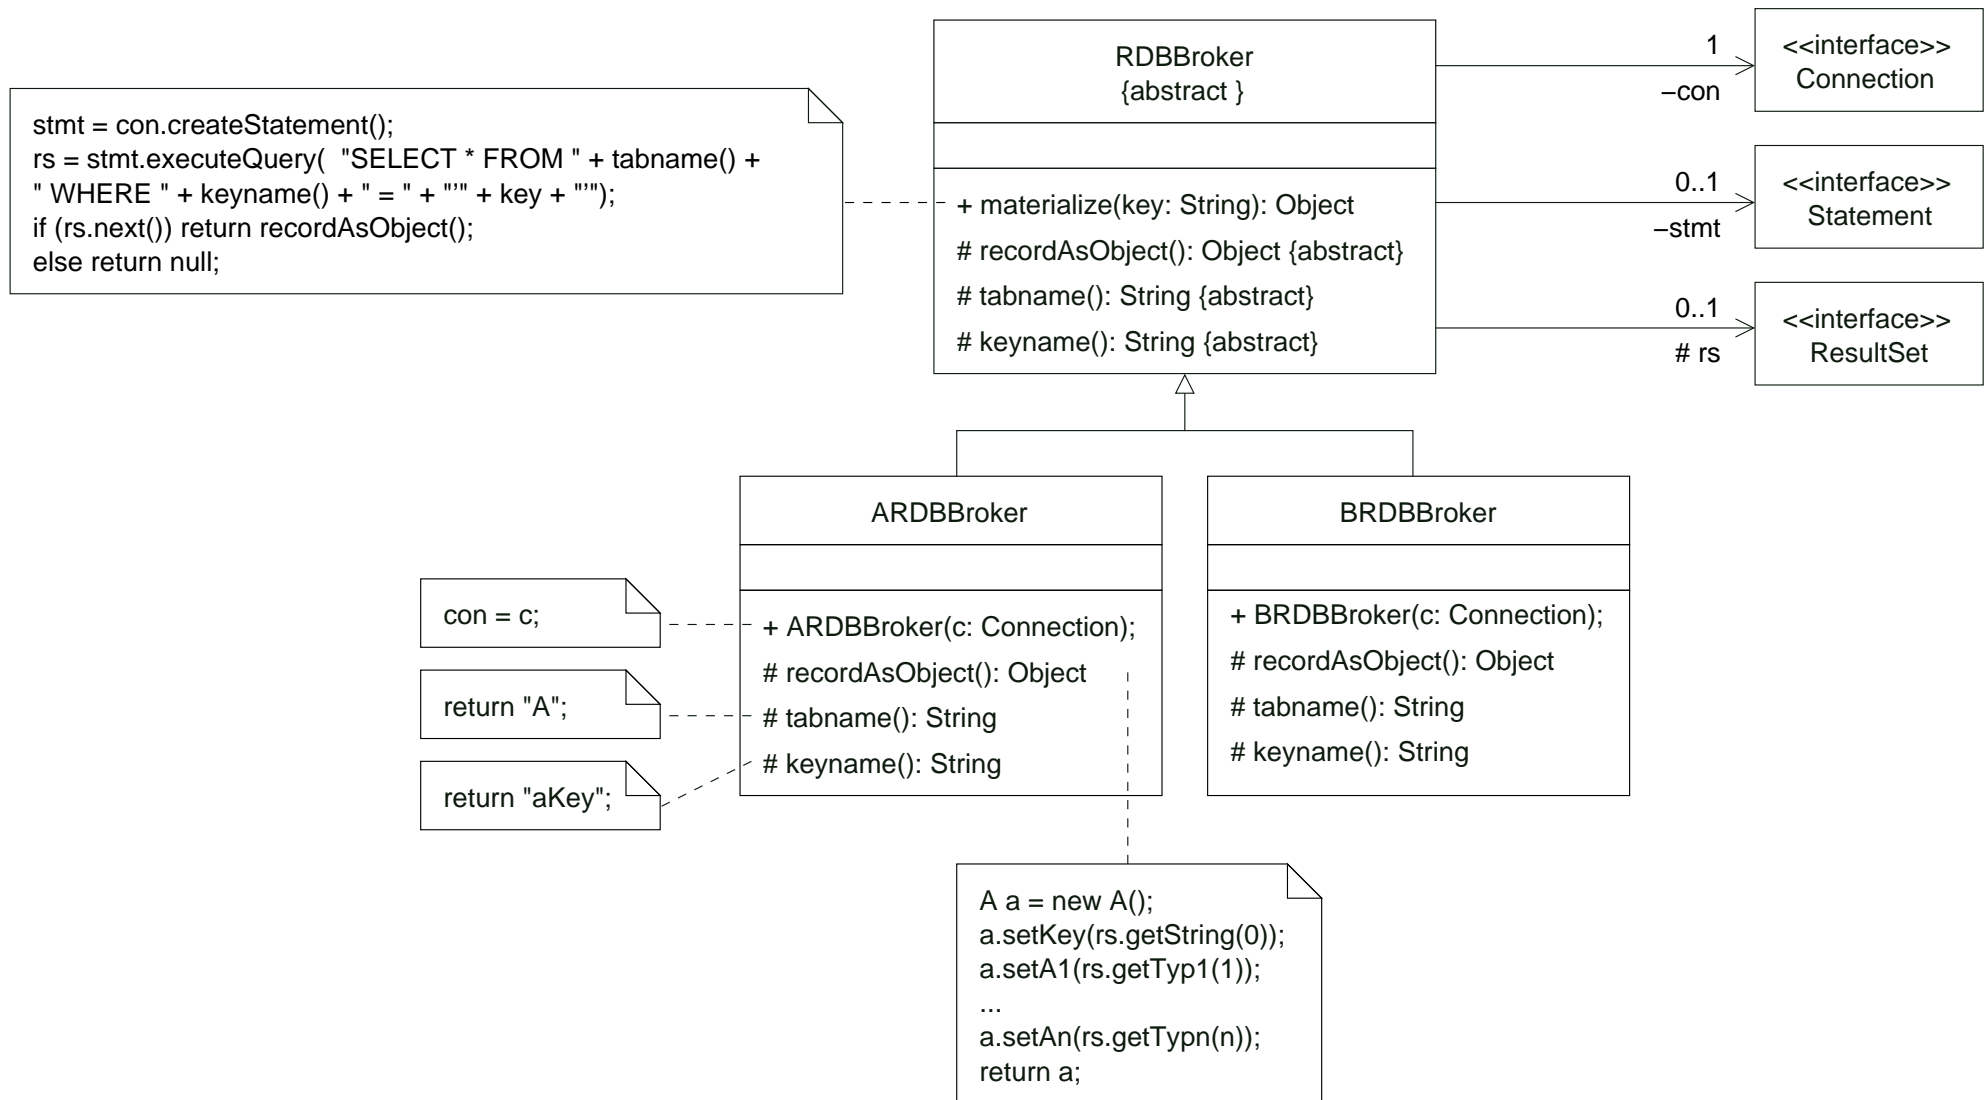 RDBBroker
{abstract }
+ materialize(key: String): Object
# recordAsObject(): Object {abstract}
# tabname(): String {abstract}
# keyname(): String {abstract}
1
–con
<<interface>>
Connection
0..1
–stmt
<<interface>>
Statement
0..1
# rs
<<interface>>
ResultSet
stmt = con.createStatement();
rs = stmt.executeQuery(  "SELECT * FROM " + tabname() +
" WHERE " + keyname() + " = " + "'" + key + "'");
if (rs.next()) return recordAsObject();
else return null;
ARDBBroker
+ ARDBBroker(c: Connection);
# recordAsObject(): Object
# tabname(): String
# keyname(): String
BRDBBroker
+ BRDBBroker(c: Connection);
# recordAsObject(): Object
# tabname(): String
# keyname(): String
con = c;
return "A";
return "aKey";
A a = new A();
a.setKey(rs.getString(0));
a.setA1(rs.getTyp1(1));
...
a.setAn(rs.getTypn(n));
return a;